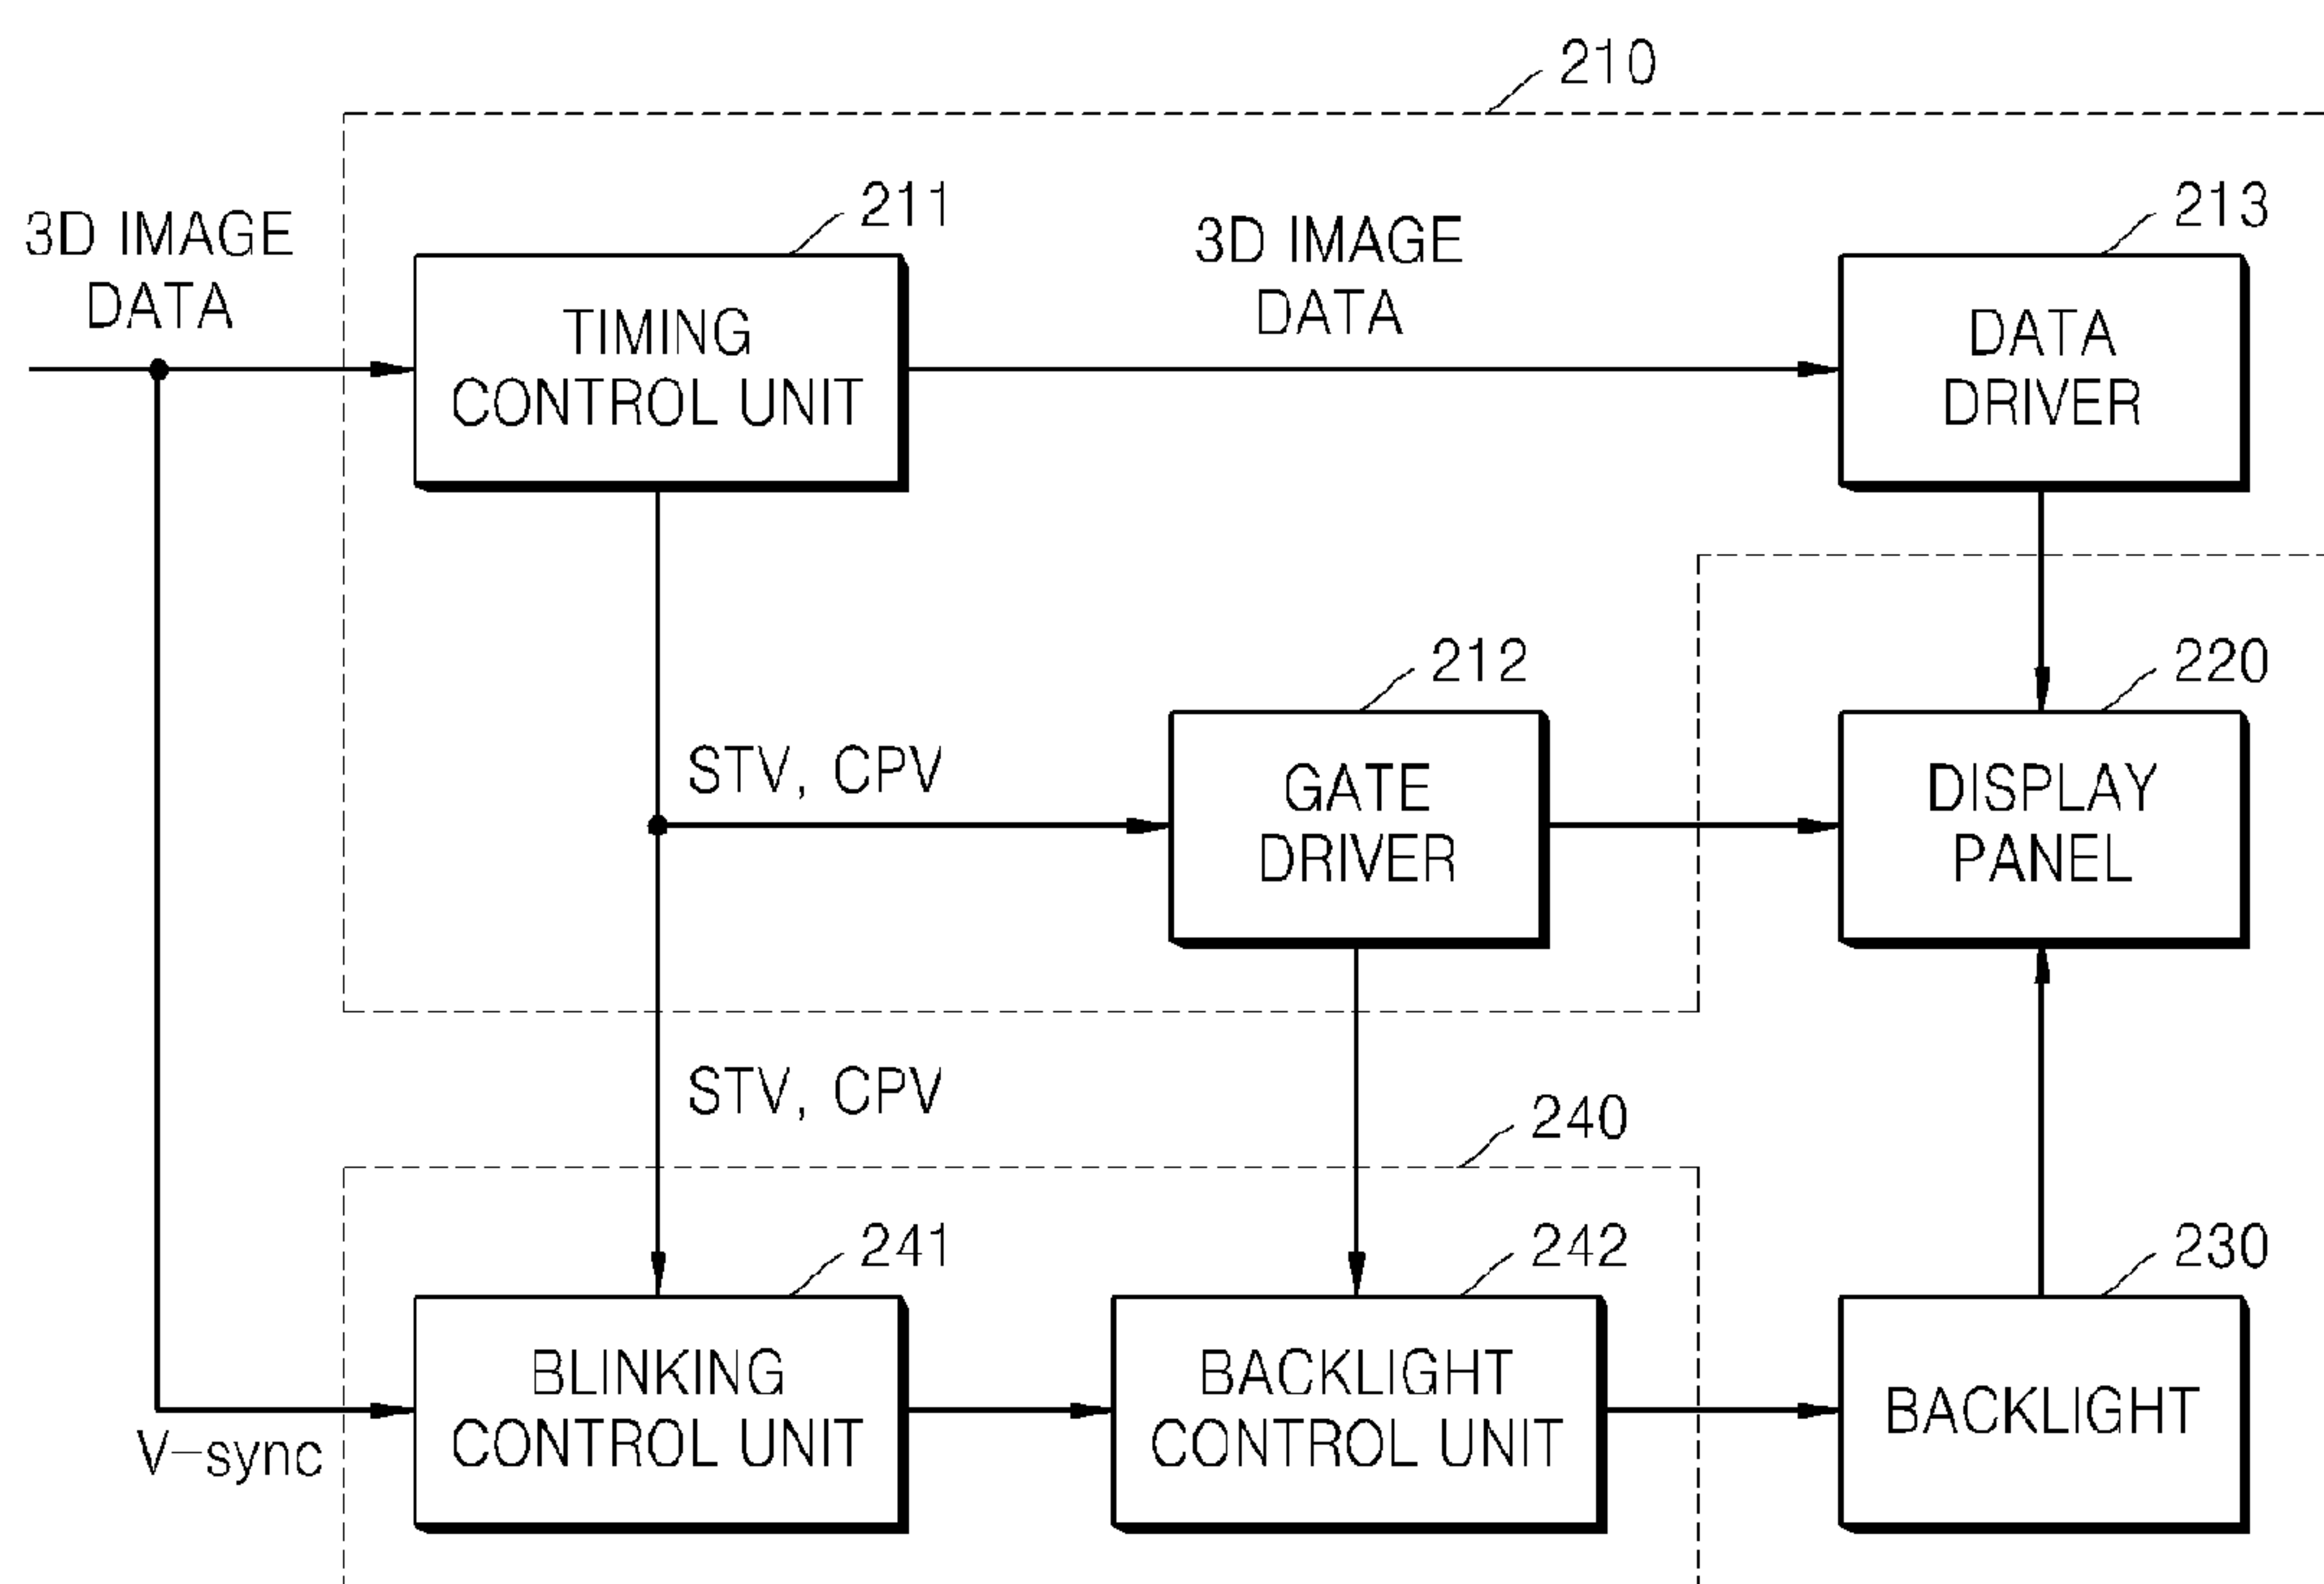 210
211
213
3D IMAGE
DATA
3D IMAGE
DATA
TIMING
CONTROL UNIT
DATA
DRIVER
212
220
STV, CPV
GATE
DRIVER
DISPLAY
PANEL
STV, CPV
240
241
242
230
BLINKING
CONTROL UNIT
BACKLIGHT
CONTROL UNIT
BACKLIGHT
V-sync